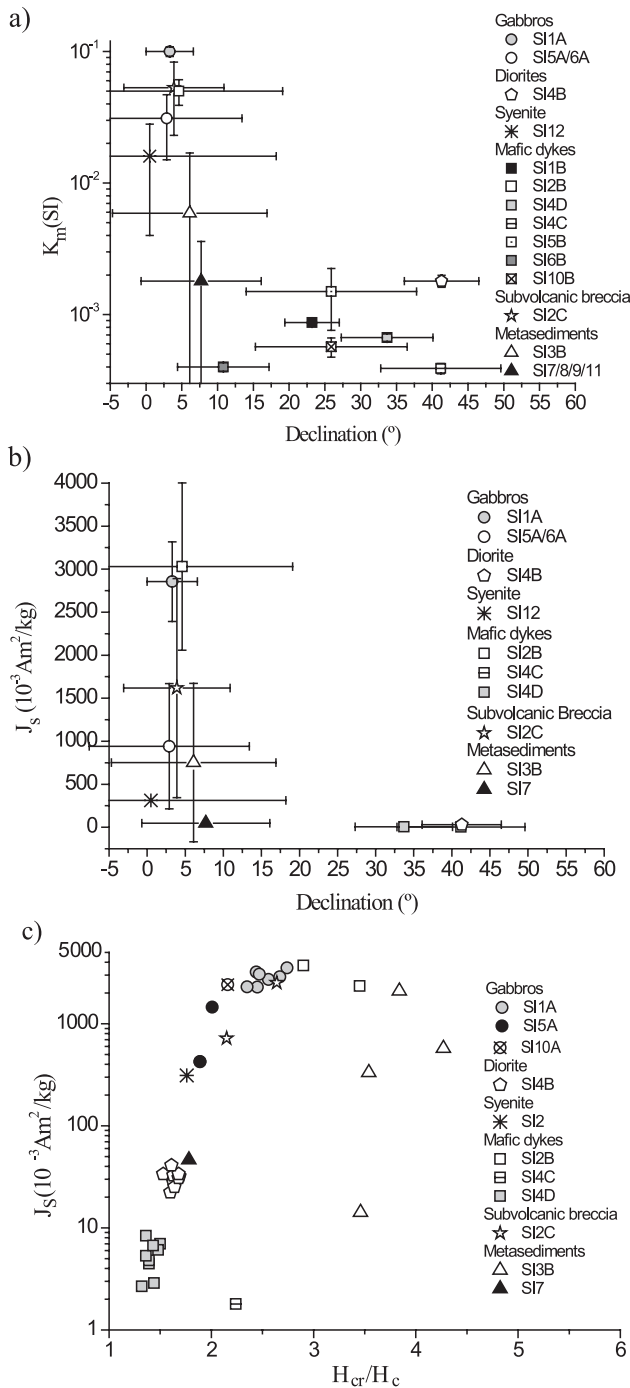 a)
K_m(SI)
10^-1
10^-2
10^-3
-5 0 5 10 15 20 25 30 35 40 45 50 55 60
Declination (º)
Gabbros
SI1A
SI5A/6A
Diorites
SI4B
Syenite
SI12
Mafic dykes
SI1B
SI2B
SI4D
SI4C
SI5B
SI6B
SI10B
Subvolcanic breccia
SI2C
Metasediments
SI3B
SI7/8/9/11
b)
J_s (10^-3 Am^2/kg)
4000
3500
3000
2500
2000
1500
1000
500
0
-5 0 5 10 15 20 25 30 35 40 45 50 55 60
Declination (º)
Gabbros
SI1A
SI5A/6A
Diorite
SI4B
Syenite
SI12
Mafic dykes
SI2B
SI4C
SI4D
Subvolcanic Breccia
SI2C
Metasediments
SI3B
SI7
c)
J_S(10^-3 Am^2/kg)
5000
1000
100
10
1
1 2 3 4 5 6
H_cr/H_c
Gabbros
SI1A
SI5A
SI10A
Diorite
SI4B
Syenite
SI2
Mafic dykes
SI2B
SI4C
SI4D
Subvolcanic breccia
SI2C
Metasediments
SI3B
SI7